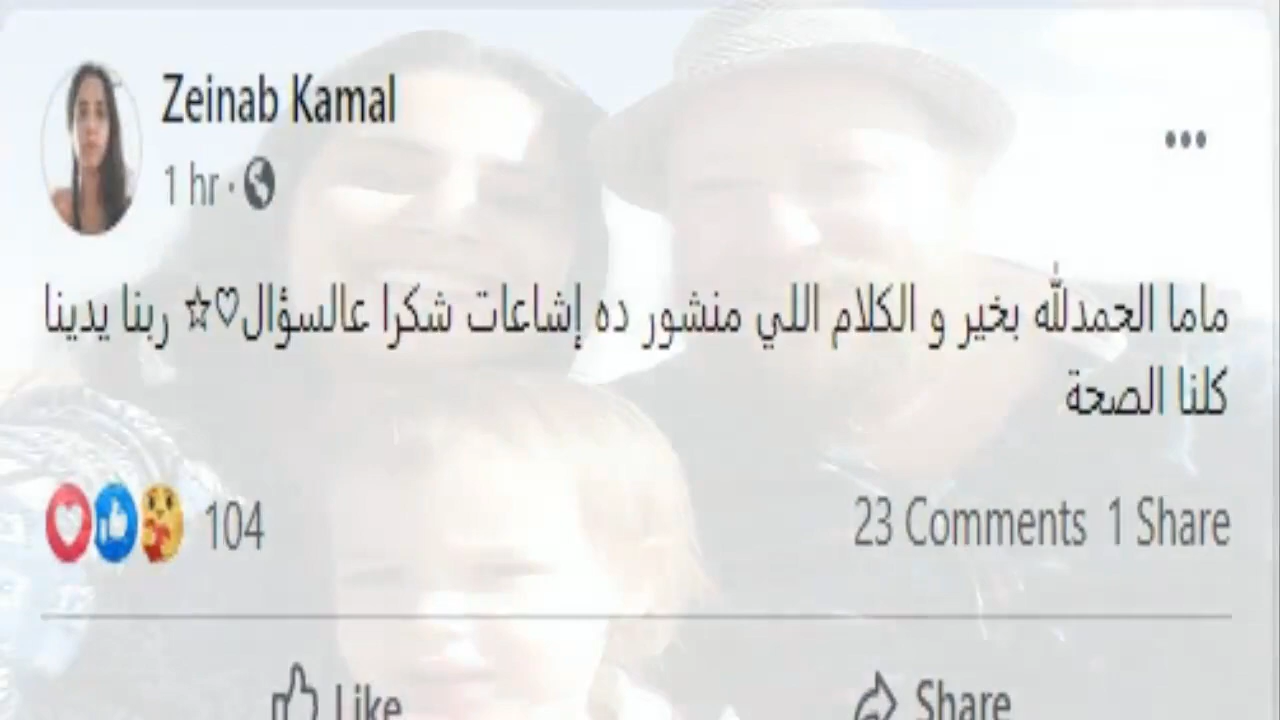 Zeinab Kamal
1 hr ·
ماما الحمدلله بخير و الكلام اللي منشور ده إشاعات شكرا عالسؤال♡☆ ربنا يدينا
كلنا الصحة
104
23 Comments 1 Share
Like
Share